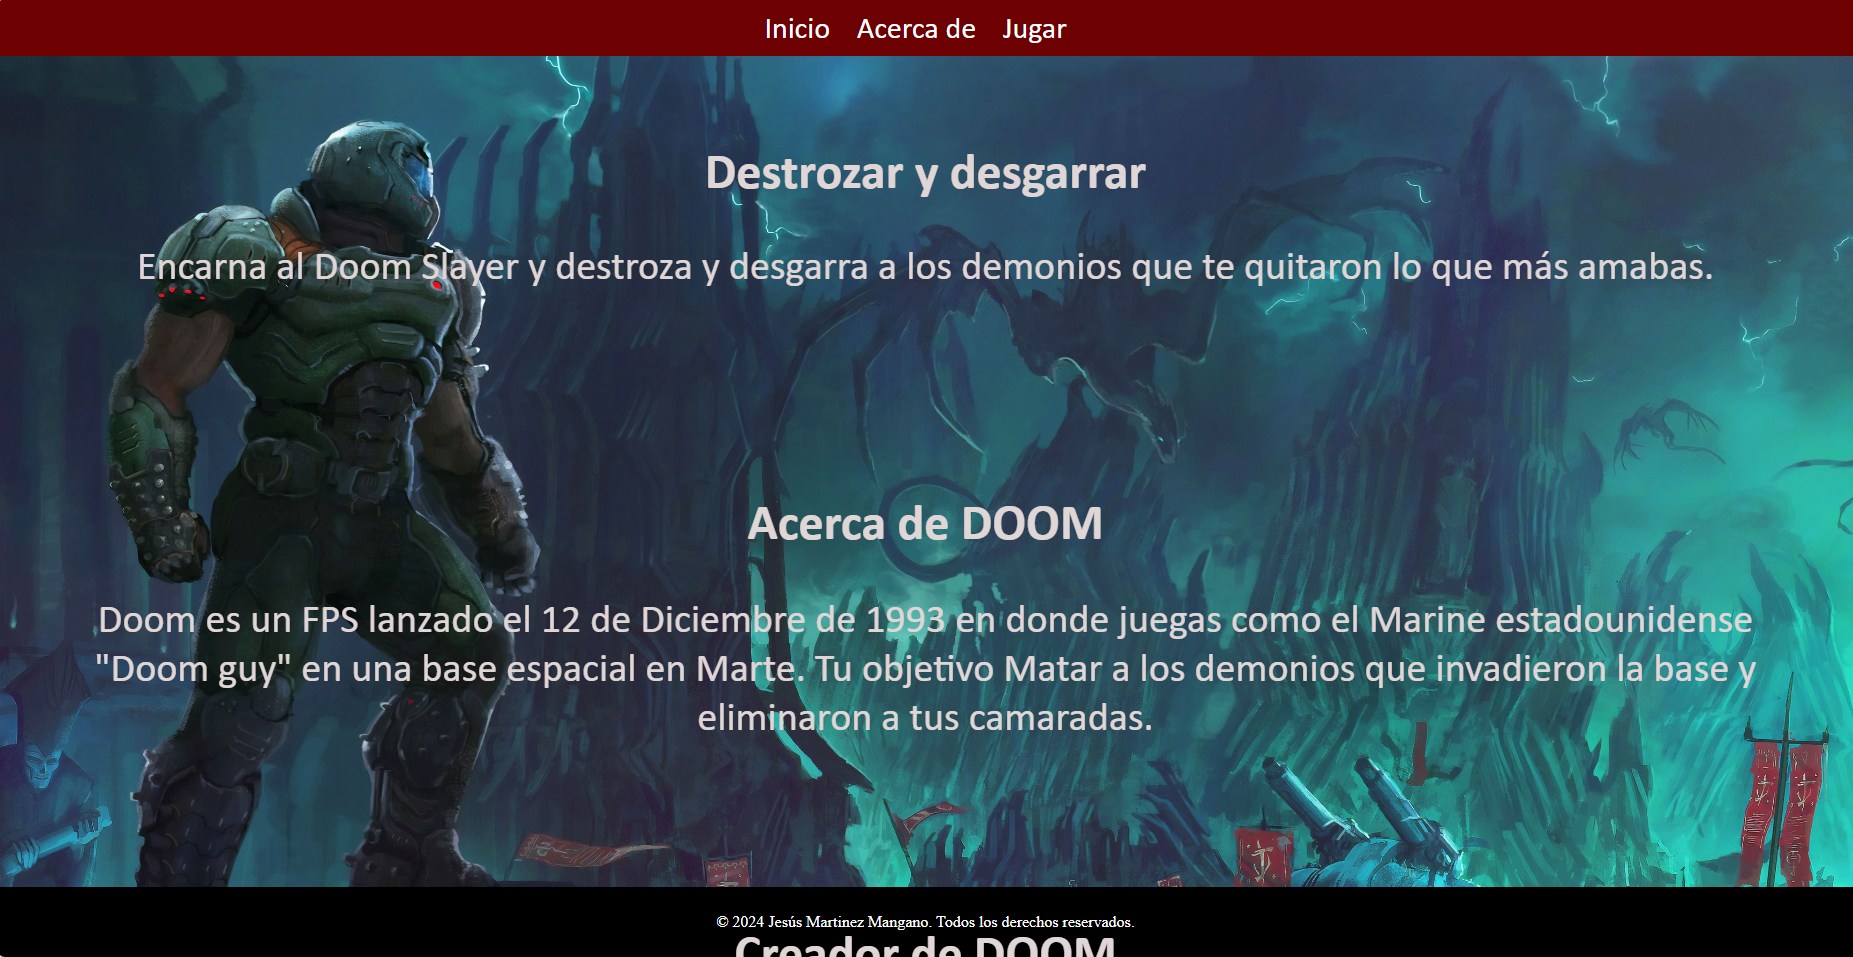 Inicio Acerca de Jugar
Destrozar y desgarrar
Encarna al Doom Slayer y destroza y desgarra a los demonios que te quitaron lo que más amabas.
Acerca de DOOM
Doom es un FPS lanzado el 12 de Diciembre de 1993 en donde juegas como el Marine estadounidense
"Doom guy" en una base espacial en Marte. Tu objetivo Matar a los demonios que invadieron la base y
eliminaron a tus camaradas.
© 2024 Jesús Martinez Mangano. Todos los derechos reservados.
Creador de DOOM